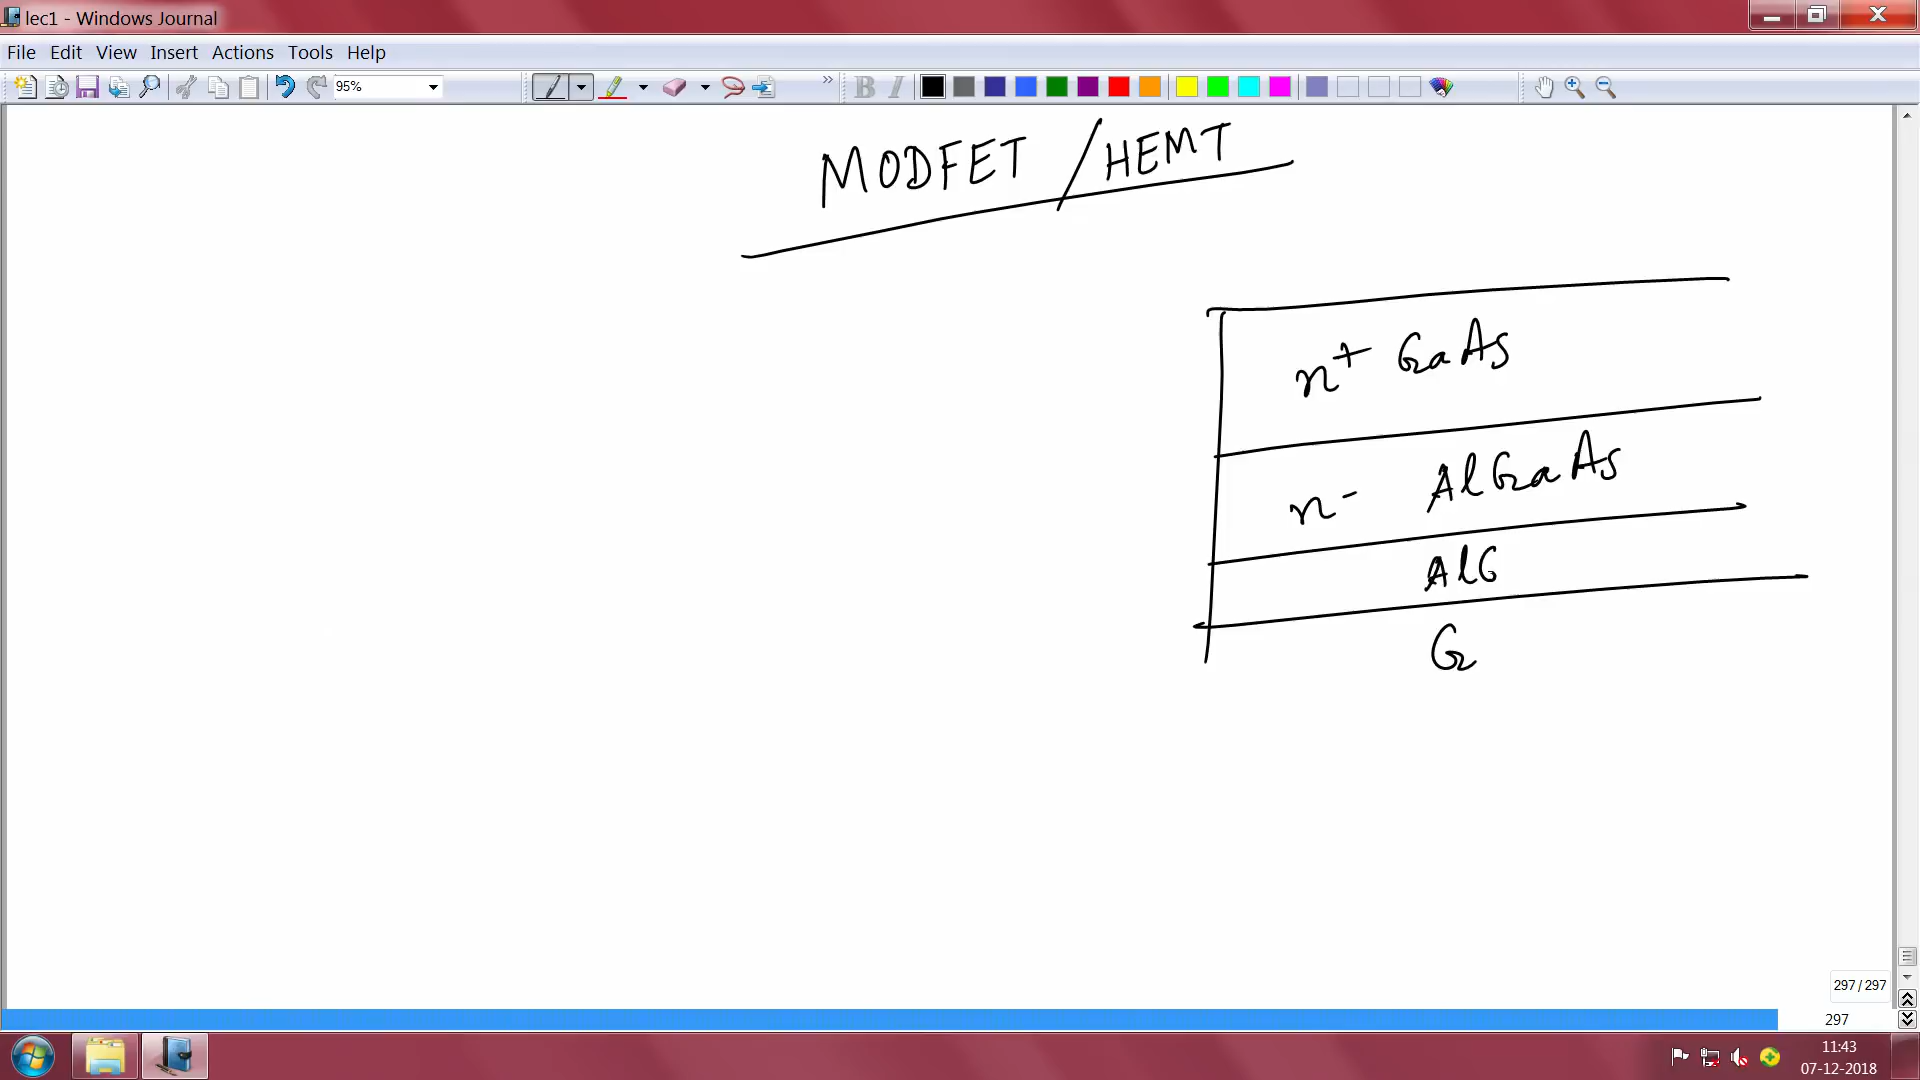 lec1 - Windows Journal
File Edit View Insert Actions Tools Help
95%
MODFET / HEMT
n+ GaAs
n- AlGaAs
AlG
G
297 / 297
297
11:43
07-12-2018